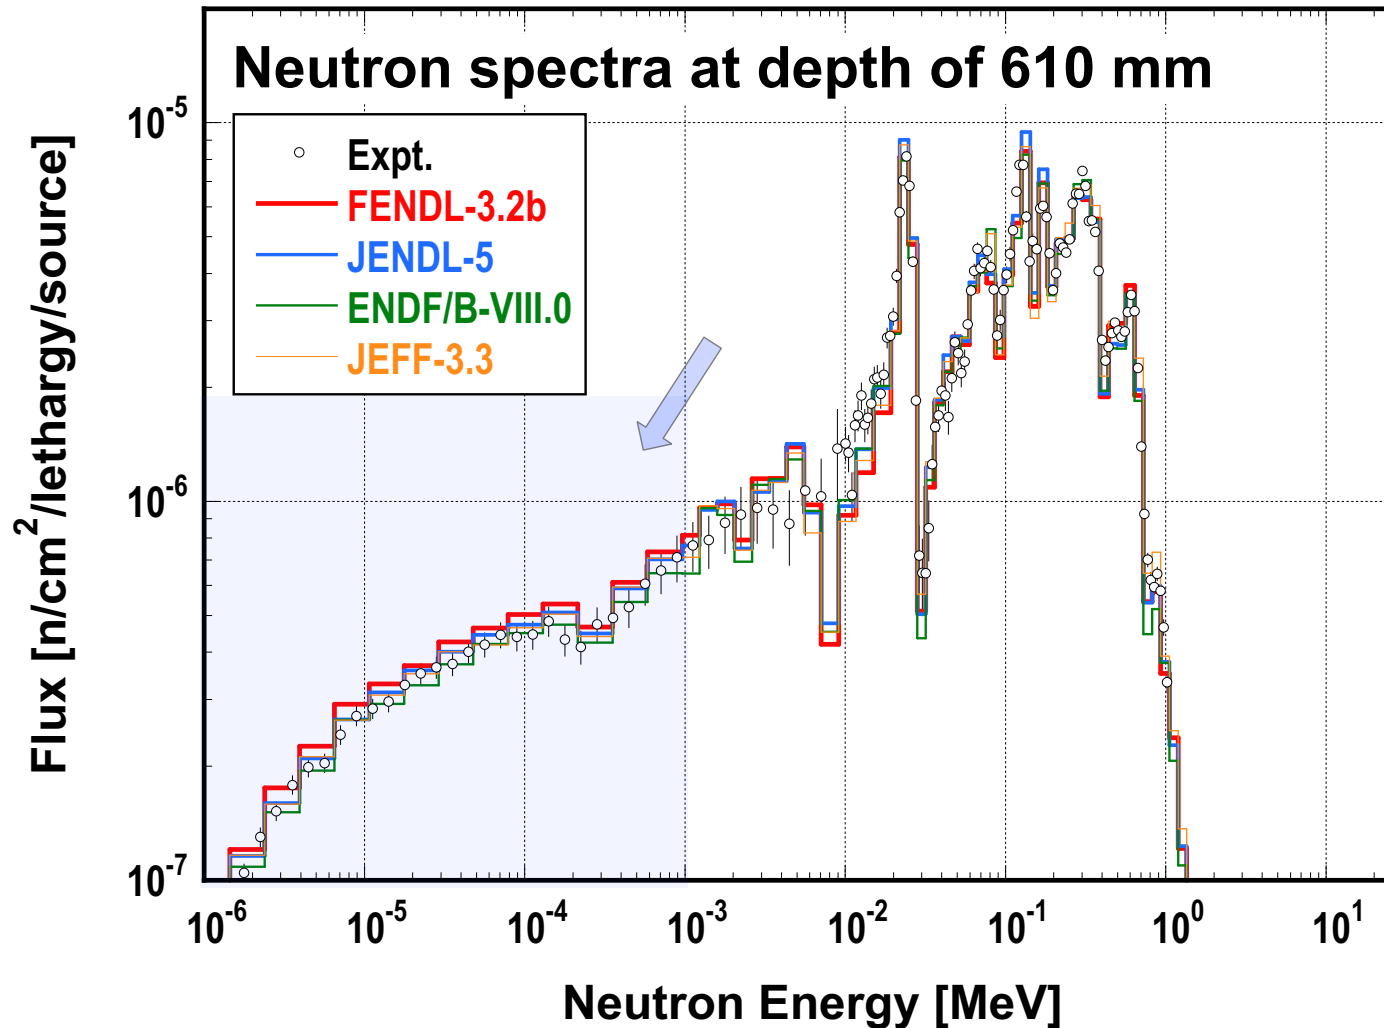 Neutron spectra at depth of 610 mm
Expt.
FENDL-3.2b
JENDL-5
ENDF/B-VIII.0
JEFF-3.3
Flux [n/cm²/lethargy/source]
10⁻⁵
10⁻⁶
10⁻⁷
10⁻⁶ 10⁻⁵ 10⁻⁴ 10⁻³ 10⁻² 10⁻¹ 10⁰ 10¹
Neutron Energy [MeV]